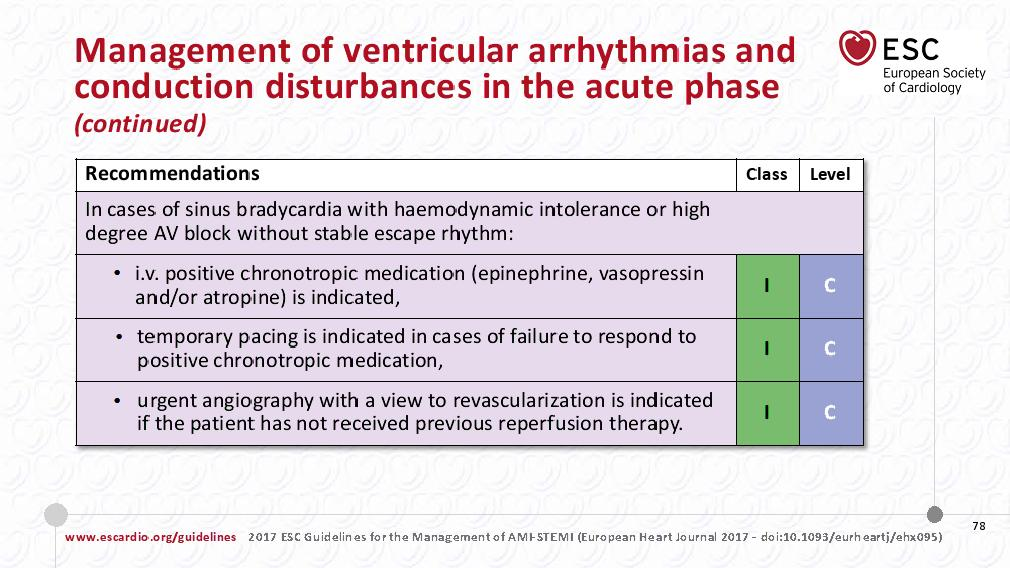 Management of ventricular arrhythmias and
conduction disturbances in the acute phase
(continued)
ESC
European Society
of Cardiology
Recommendations Class Level
In cases of sinus bradycardia with haemodynamic intolerance or high
degree AV block without stable escape rhythm:
• i.v. positive chronotropic medication (epinephrine, vasopressin
and/or atropine) is indicated,
I C
• temporary pacing is indicated in cases of failure to respond to
positive chronotropic medication,
I C
• urgent angiography with a view to revascularization is indicated
if the patient has not received previous reperfusion therapy.
I C
78
www.escardio.org/guidelines 2017 ESC Guidelines for the Management of AMI-STEMI (European Heart Journal 2017 - doi:10.1093/eurheartj/ehx095)